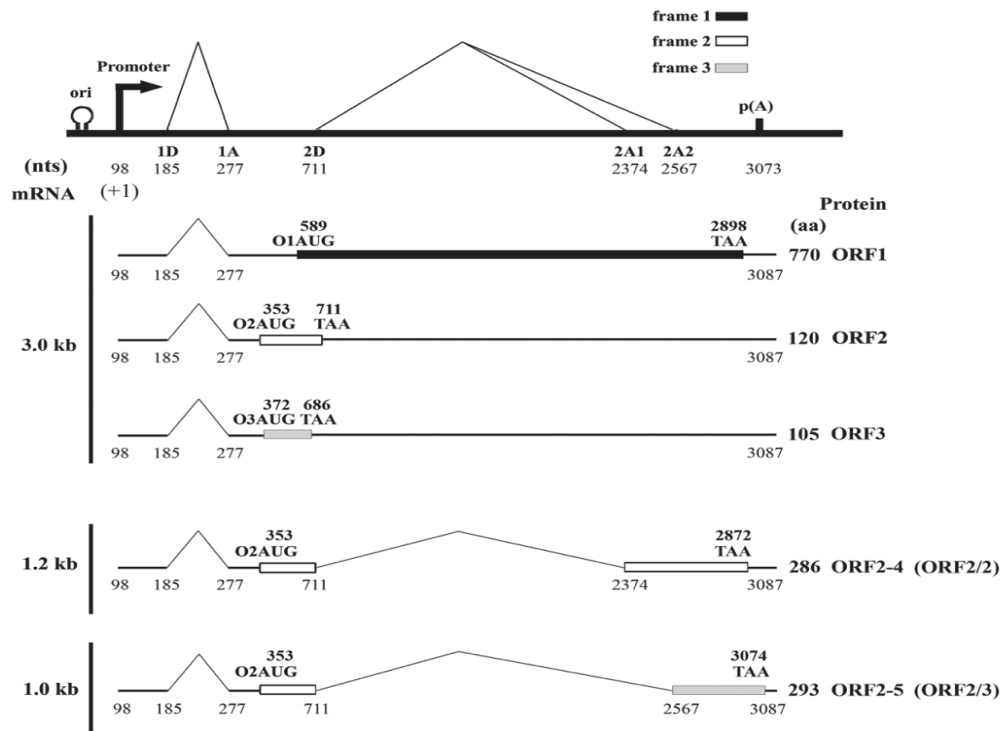 frame 1
frame 2
frame 3
Promoter
ori
p(A)
1D 1A 2D 2A1 2A2
(nts) 98 185 277 711 2374 2567 3073
mRNA (+1) Protein
(aa)
589 2898
O1AUG TAA
770 ORF1
98 185 277 3087
353 711
O2AUG TAA
3.0 kb 120 ORF2
98 185 277 3087
372 686
O3AUG TAA
105 ORF3
98 185 277 3087
353 2872
O2AUG TAA
1.2 kb 286 ORF2-4 (ORF2/2)
98 185 277 711 2374 3087
353 3074
O2AUG TAA
1.0 kb 293 ORF2-5 (ORF2/3)
98 185 277 711 2567 3087